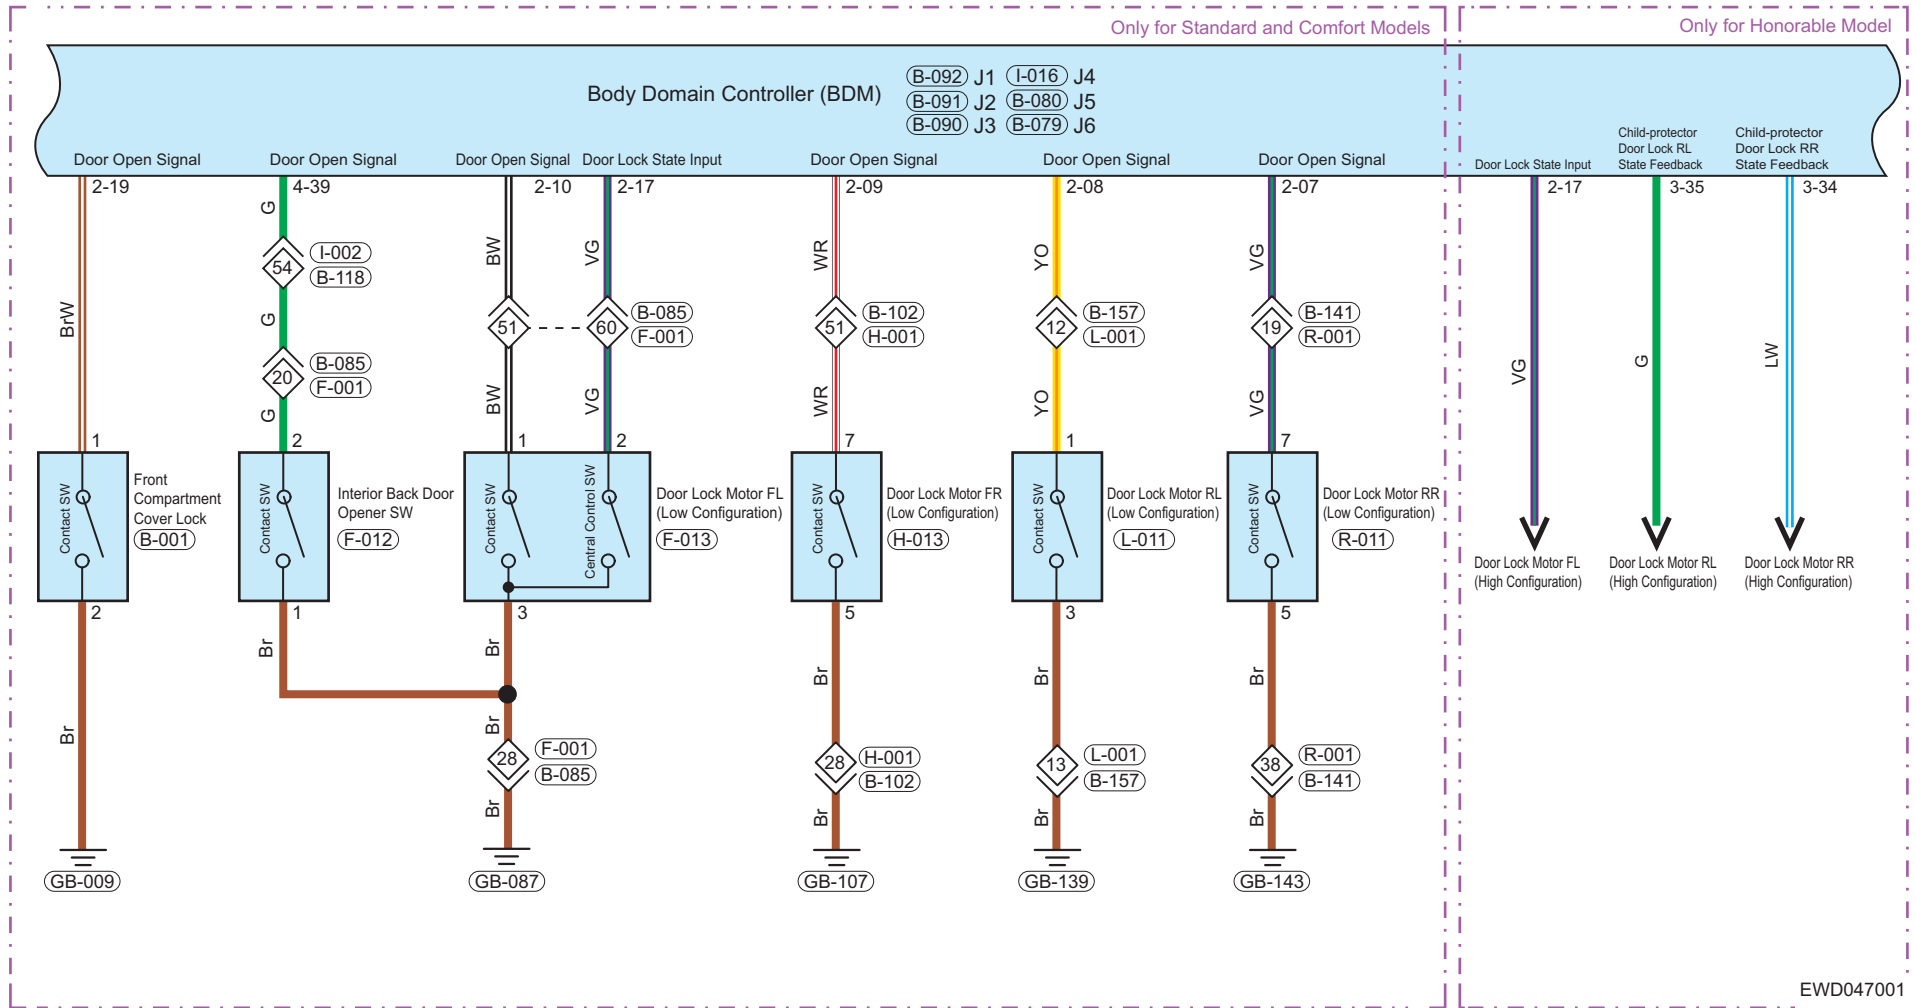 Only for Standard and Comfort Models
Only for Honorable Model
Body Domain Controller (BDM)
B-092 J1 I-016 J4
B-091 J2 B-080 J5
B-090 J3 B-079 J6
Door Open Signal
Door Open Signal
Door Open Signal
Door Lock State Input
Door Open Signal
Door Open Signal
Door Open Signal
Door Lock State Input
Child-protector
Door Lock RL
State Feedback
Child-protector
Door Lock RR
State Feedback
2-19
4-39
2-10
2-17
2-09
2-08
2-07
2-17
3-35
3-34
BrW
G
54
I-002
B-118
G
20
B-085
F-001
G
BW
VG
51
60
B-085
F-001
BW
VG
WR
51
B-102
H-001
WR
YO
12
B-157
L-001
YO
VG
19
B-141
R-001
VG
VG
G
LW
1
Contact SW
Front
Compartment
Cover Lock
B-001
2
2
Contact SW
Interior Back Door
Opener SW
F-012
1
1
2
Contact SW
Central Control SW
Door Lock Motor FL
(Low Configuration)
F-013
3
7
Contact SW
Door Lock Motor FR
(Low Configuration)
H-013
5
1
Contact SW
Door Lock Motor RL
(Low Configuration)
L-011
3
7
Contact SW
Door Lock Motor RR
(Low Configuration)
R-011
5
Door Lock Motor FL
(High Configuration)
Door Lock Motor RL
(High Configuration)
Door Lock Motor RR
(High Configuration)
Br
Br
Br
Br
28
F-001
B-085
Br
Br
28
H-001
B-102
Br
Br
13
L-001
B-157
Br
Br
38
R-001
B-141
Br
GB-009
GB-087
GB-107
GB-139
GB-143
EWD047001